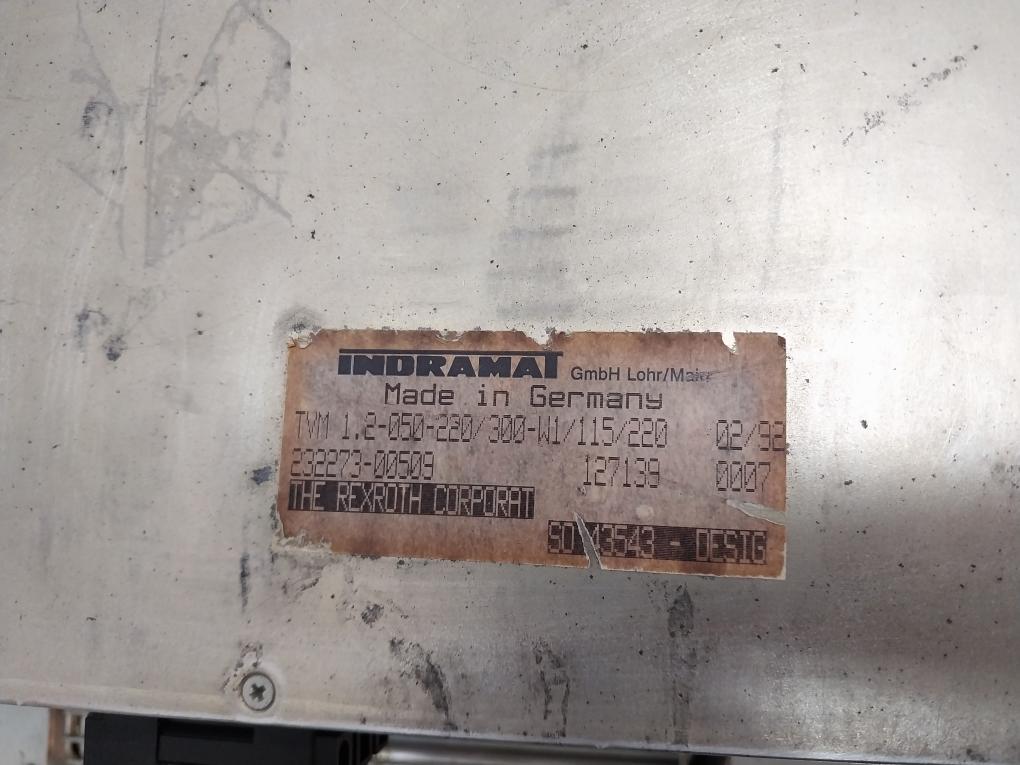 INDRAMAT GmbH Lohr/Main
Made in Germany
TVM 1.2-050-220/300-W1/115/220 02/92
232273-00509 127139 0007
THE REXROTH CORPORAT
SO 43543 - DESIG